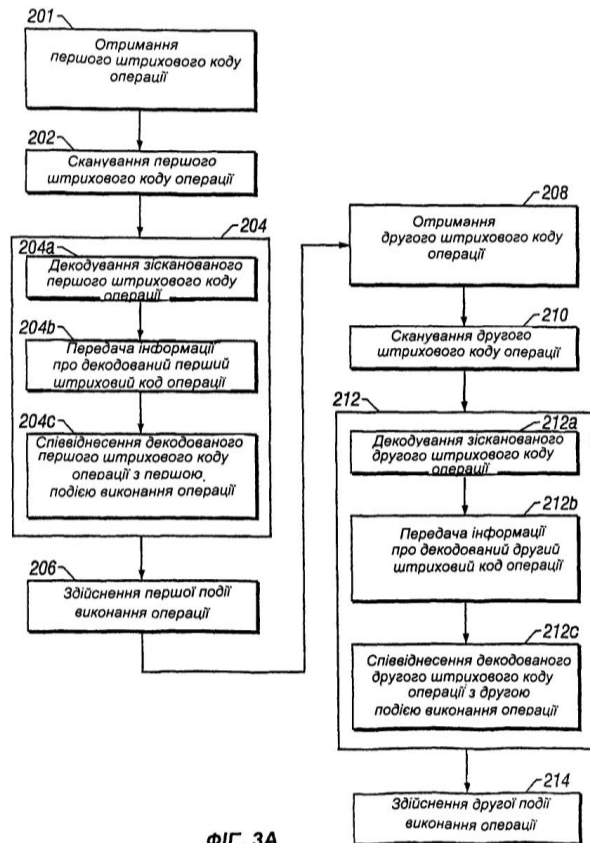 201
Отримання
першого штрихового коду
операції
202
Сканування першого
штрихового коду операції
204
204a
Декодування зісканованого
першого штрихового коду
операції
204b
Передача інформації
про декодований перший
штриховий код операції
204c
Співвіднесення декодованого
першого штрихового коду
операції з першою
подією виконання операції
206
Здійснення першої події
виконання операції
208
Отримання
другого штрихового коду
операції
210
Сканування другого
штрихового коду операції
212
212a
Декодування зісканованого
другого штрихового коду
операції
212b
Передача інформації
про декодований другий
штриховий код операції
212c
Співвіднесення декодованого
другого штрихового коду
операції з другою
подією виконання операції
214
Здійснення другої події
виконання операції
ФІГ. 3А